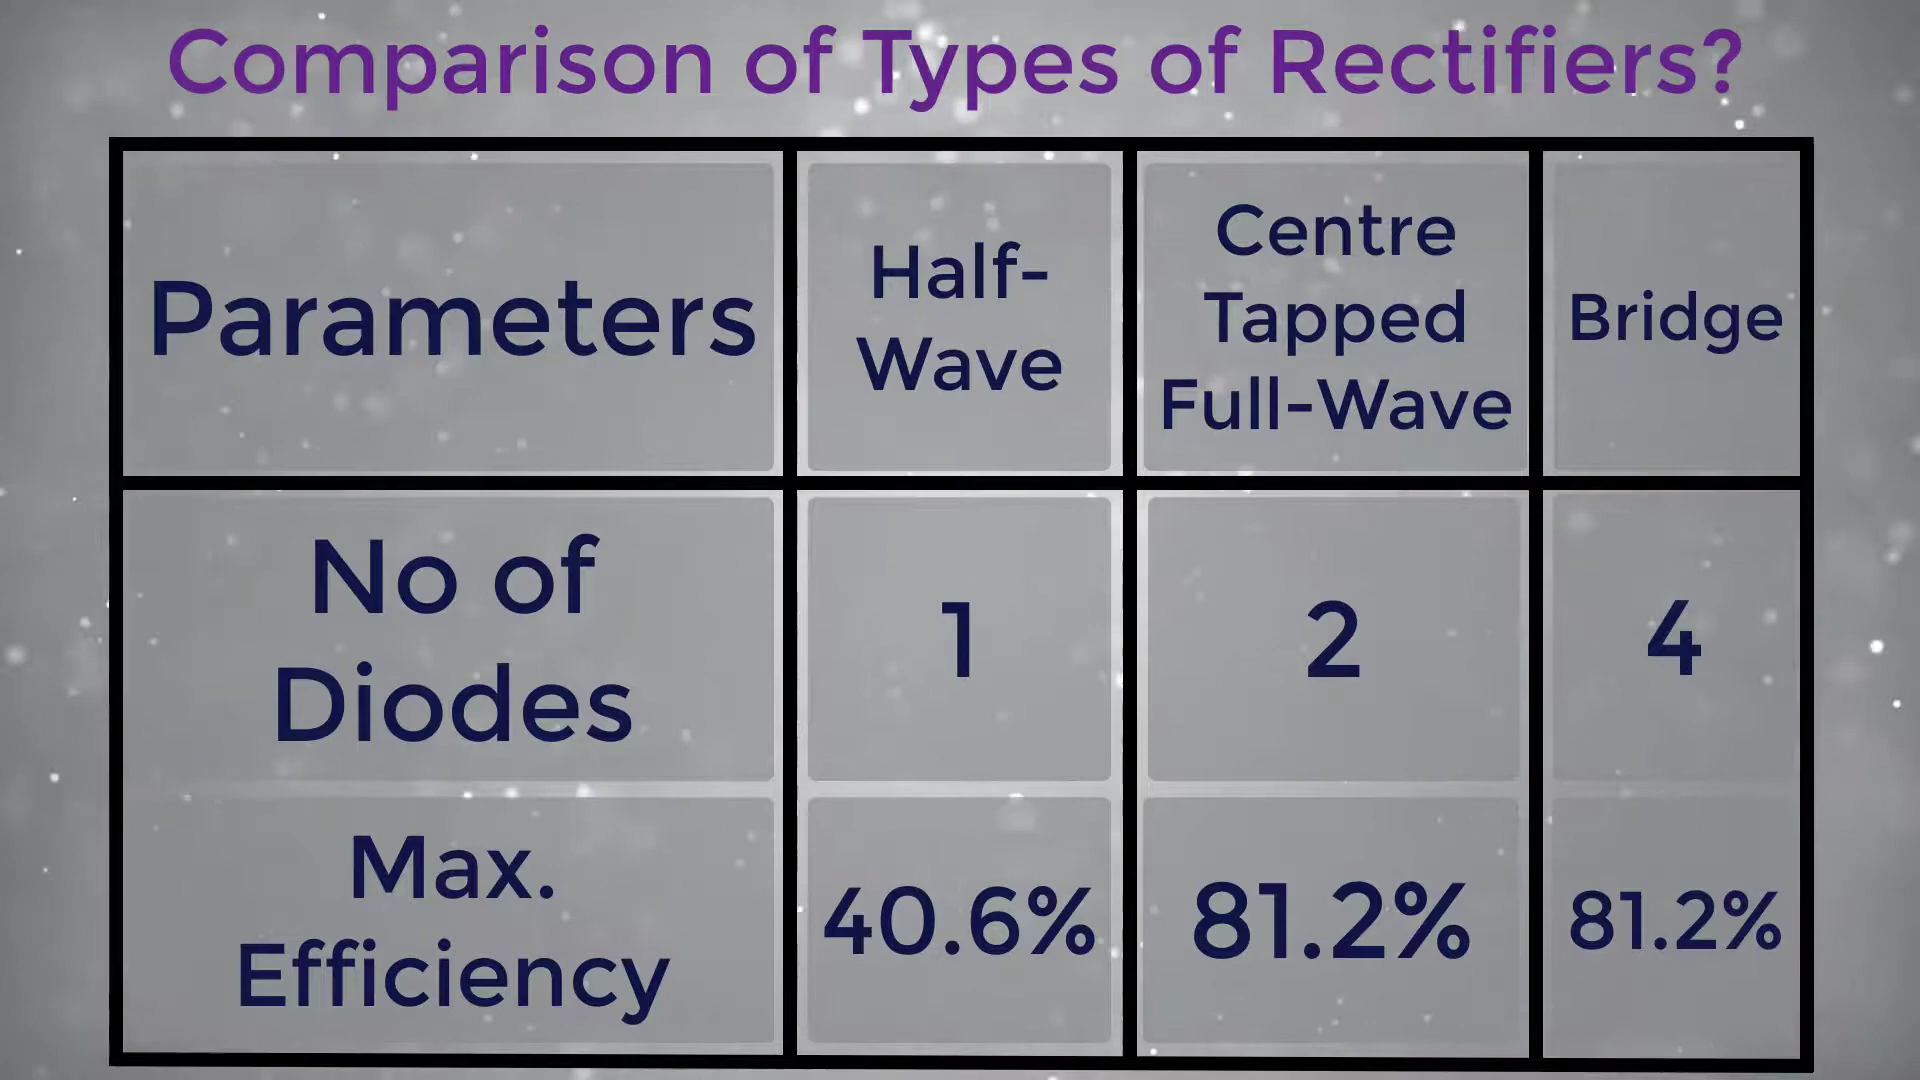 Comparison of Types of Rectifiers?
Parameters
Half-
Wave
Centre
Tapped
Full-Wave
Bridge
No of
Diodes
1
2
4
Max.
Efficiency
40.6%
81.2%
81.2%